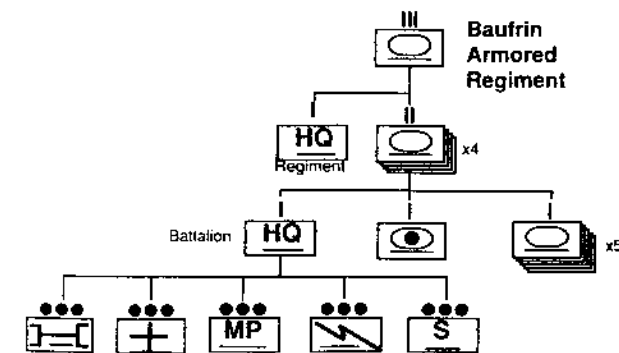 III
Baufrin
Armored
Regiment
II
HQ
x4
Regiment
I
I
I
Battalion
HQ
x5
MP
S